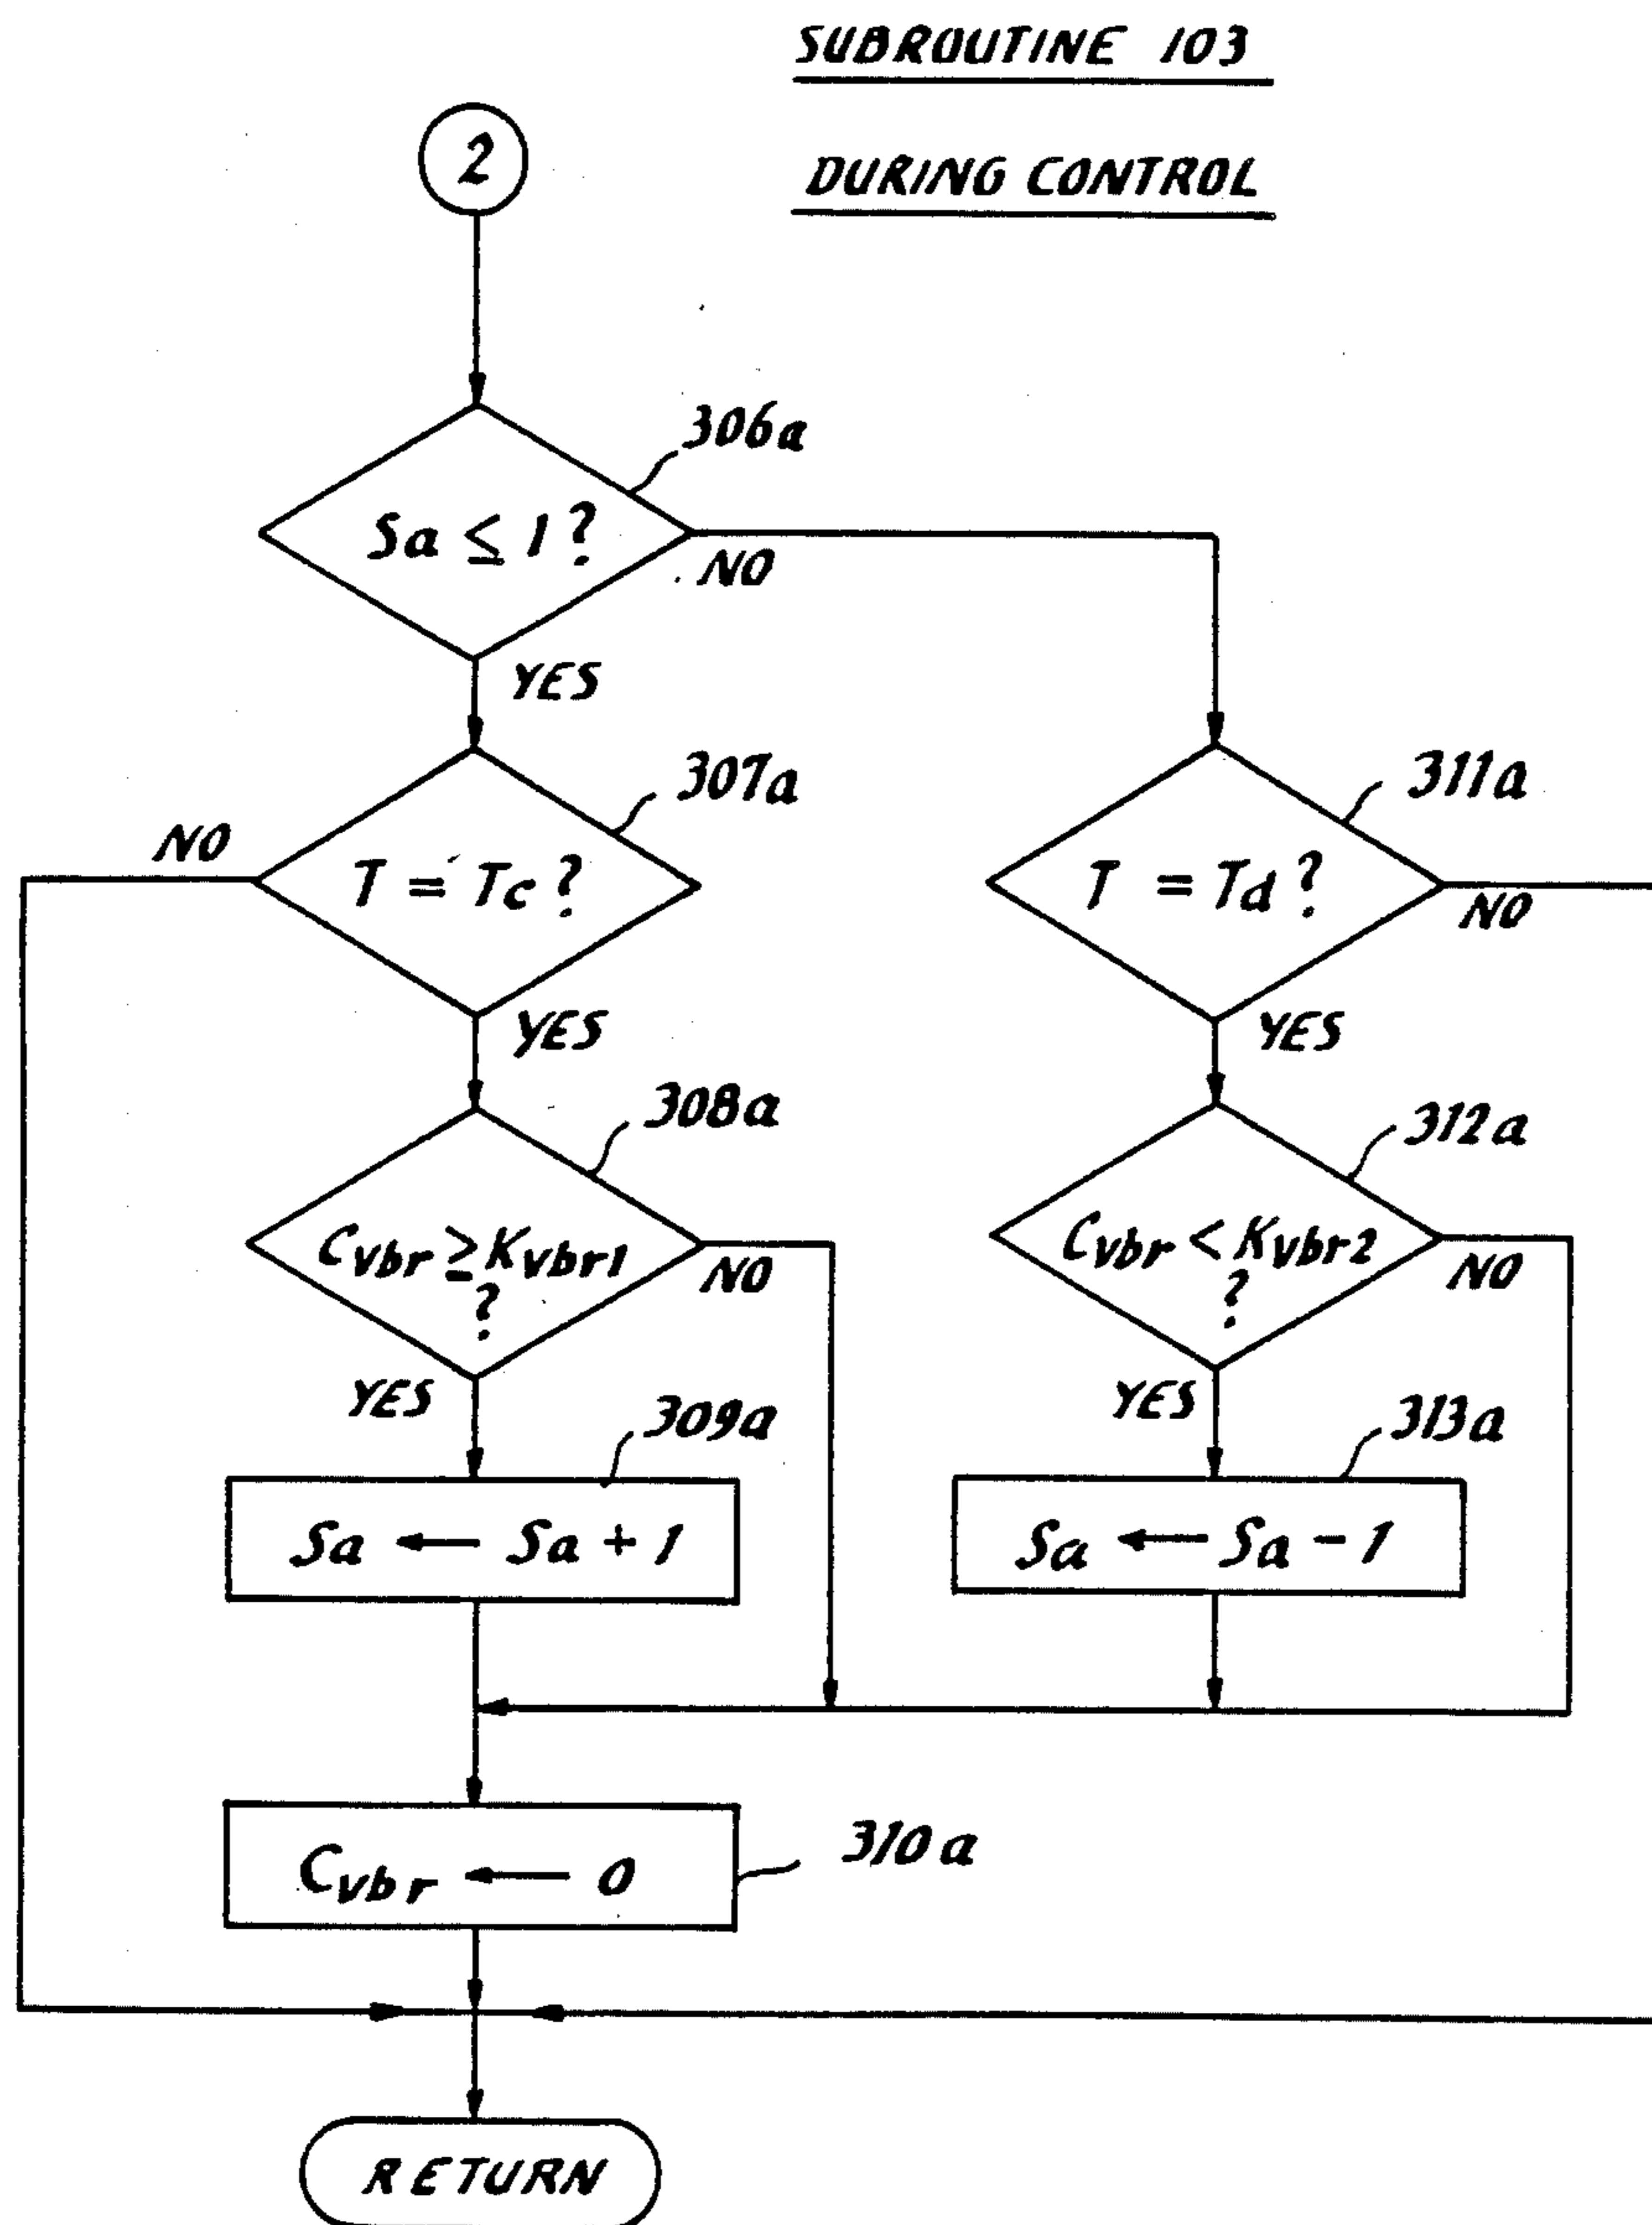 SUBROUTINE 103
DURING CONTROL
2
306a
Sa ≤ 1 ?
NO
YES
307a
NO
T = Tc ?
YES
311a
T = Td ?
NO
YES
308a
Cvbr ≥ Kvbr1
?
NO
YES
312a
Cvbr < Kvbr2
?
NO
YES
309a
Sa ← Sa + 1
313a
Sa ← Sa - 1
310a
Cvbr ← 0
RETURN